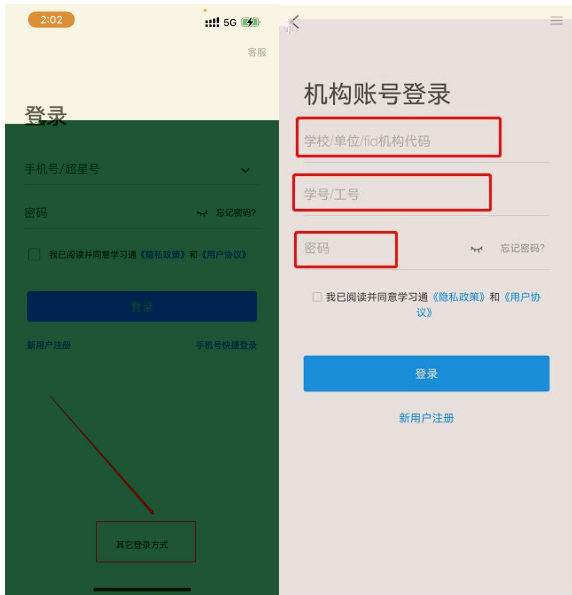 2:02
5G
客服
登录
手机号/超星号
密码
忘记密码?
我已阅读并同意学习通《隐私政策》和《用户协议》
登录
新用户注册
手机号快捷登录
其它登录方式
机构账号登录
学校/单位/fid机构代码
学号/工号
密码
忘记密码?
我已阅读并同意学习通《隐私政策》和《用户协
议》
登录
新用户注册